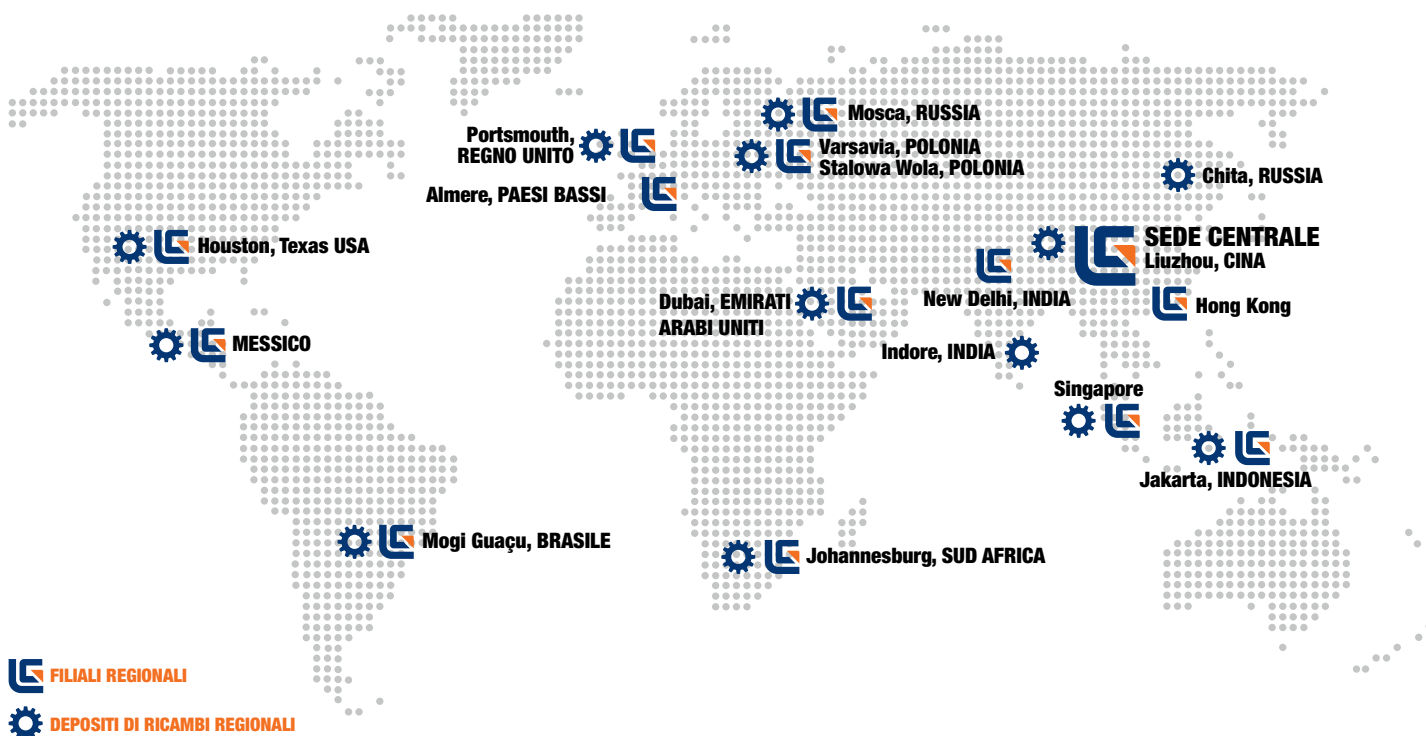 Mosca, RUSSIA
Portsmouth,
REGNO UNITO
Varsavia, POLONIA
Stalowa Wola, POLONIA
Almere, PAESI BASSI
Chita, RUSSIA
Houston, Texas USA
SEDE CENTRALE
Liuzhou, CINA
New Delhi, INDIA
Hong Kong
Dubai, EMIRATI
ARABI UNITI
MESSICO
Indore, INDIA
Singapore
Jakarta, INDONESIA
Mogi Guaçu, BRASILE
Johannesburg, SUD AFRICA
FILIALI REGIONALI
DEPOSITI DI RICAMBI REGIONALI